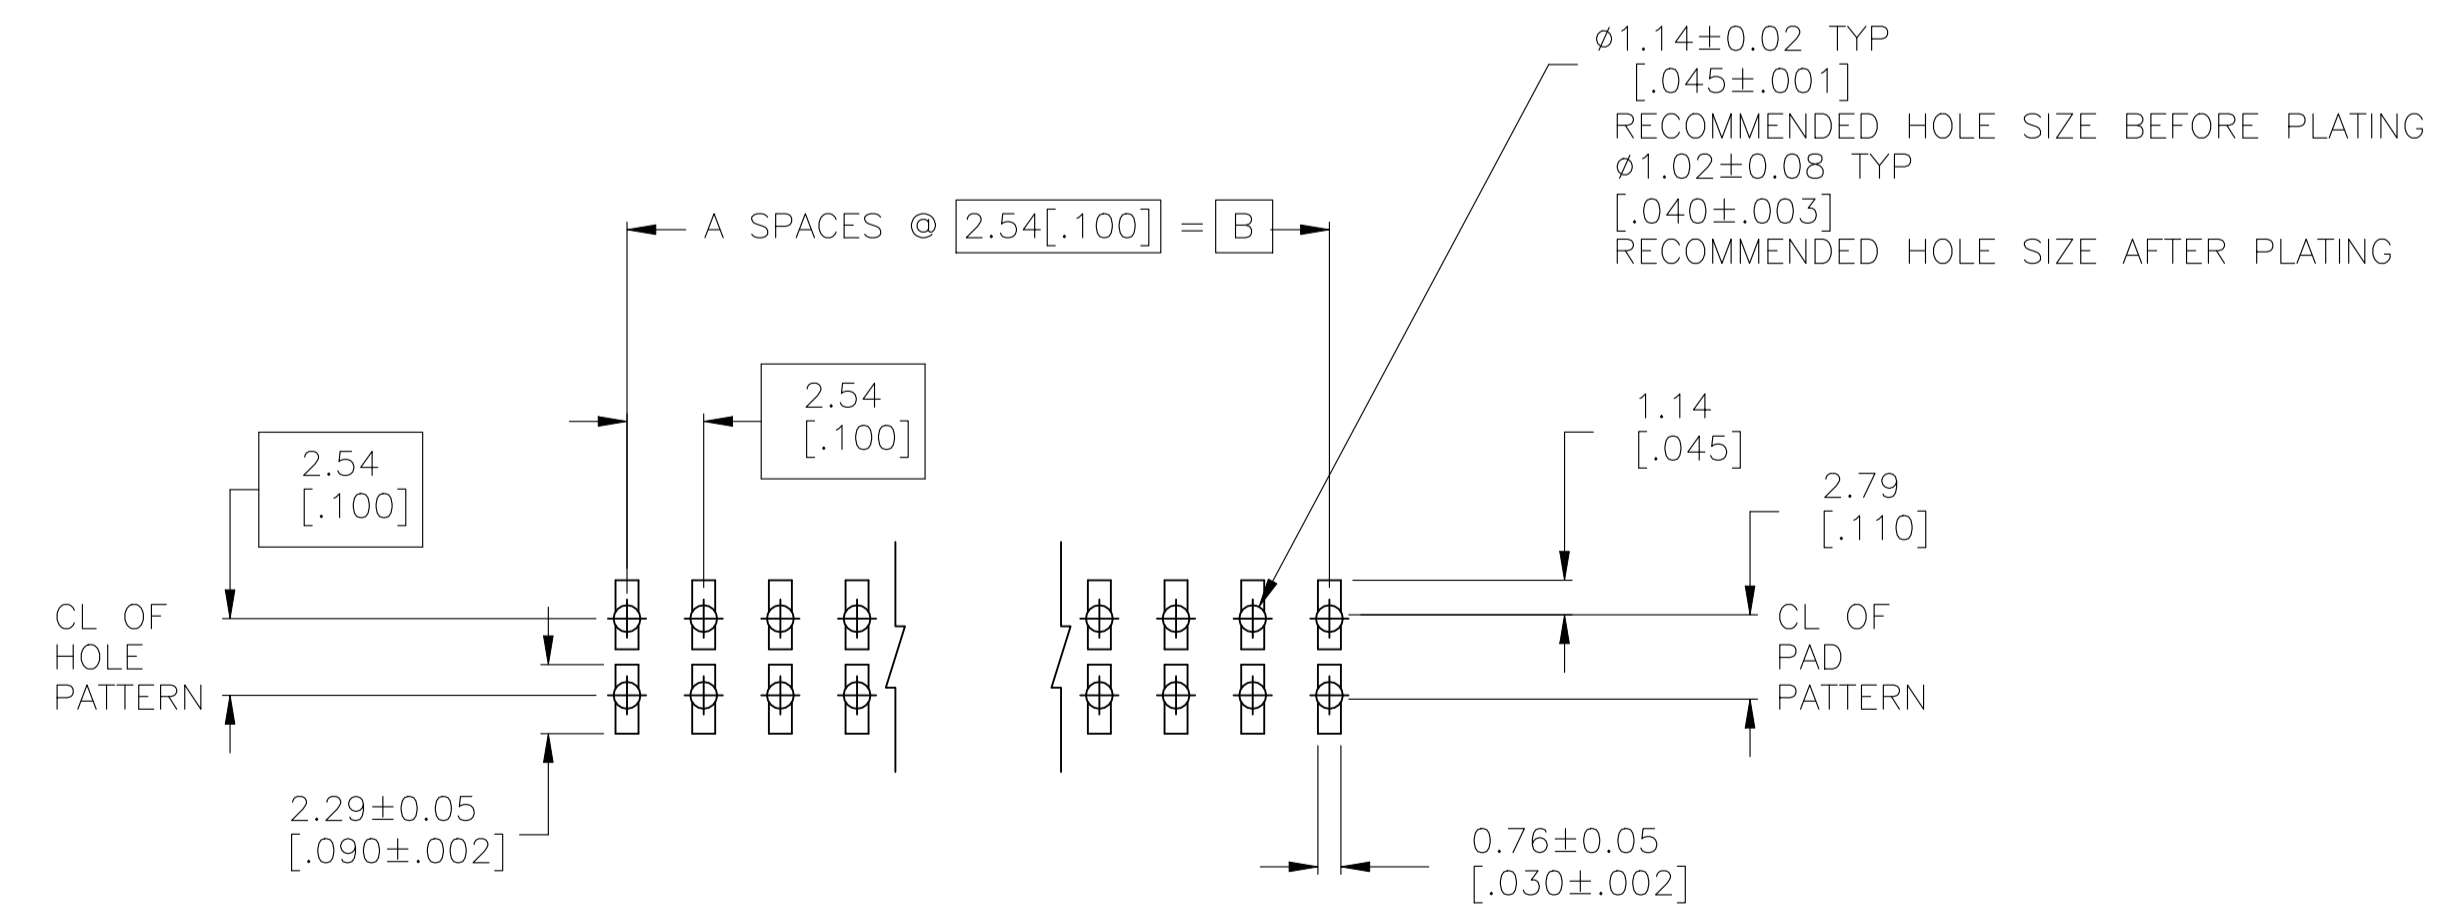 ø1.14±0.02 TYP
[.045±.001]
RECOMMENDED HOLE SIZE BEFORE PLATING
ø1.02±0.08 TYP
[.040±.003]
RECOMMENDED HOLE SIZE AFTER PLATING
A SPACES @ 2.54[.100] = B
2.54
[.100]
2.54
[.100]
1.14
[.045]
2.79
[.110]
CL OF
HOLE
PATTERN
CL OF
PAD
PATTERN
2.29±0.05
[.090±.002]
0.76±0.05
[.030±.002]